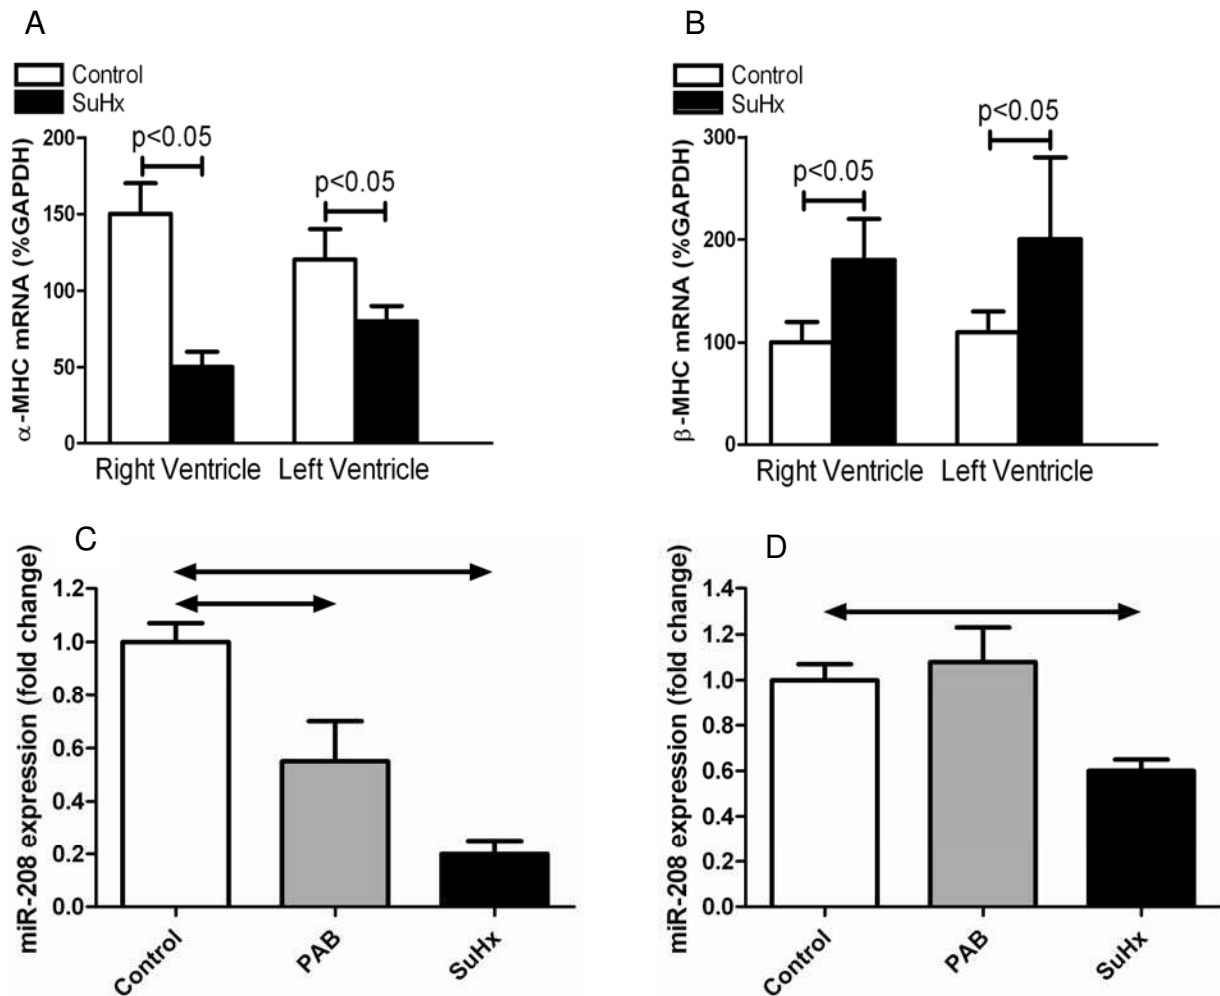 A
Control
SuHx
α-MHC mRNA (%GAPDH)
200
150
100
50
0
p<0.05
p<0.05
Right Ventricle Left Ventricle
B
Control
SuHx
β-MHC mRNA (%GAPDH)
300
200
100
0
p<0.05
p<0.05
Right Ventricle Left Ventricle
C
miR-208 expression (fold change)
1.2
1.0
0.8
0.6
0.4
0.2
0.0
Control
PAB
SuHx
D
miR-208 expression (fold change)
1.4
1.2
1.0
0.8
0.6
0.4
0.2
0.0
Control
PAB
SuHx